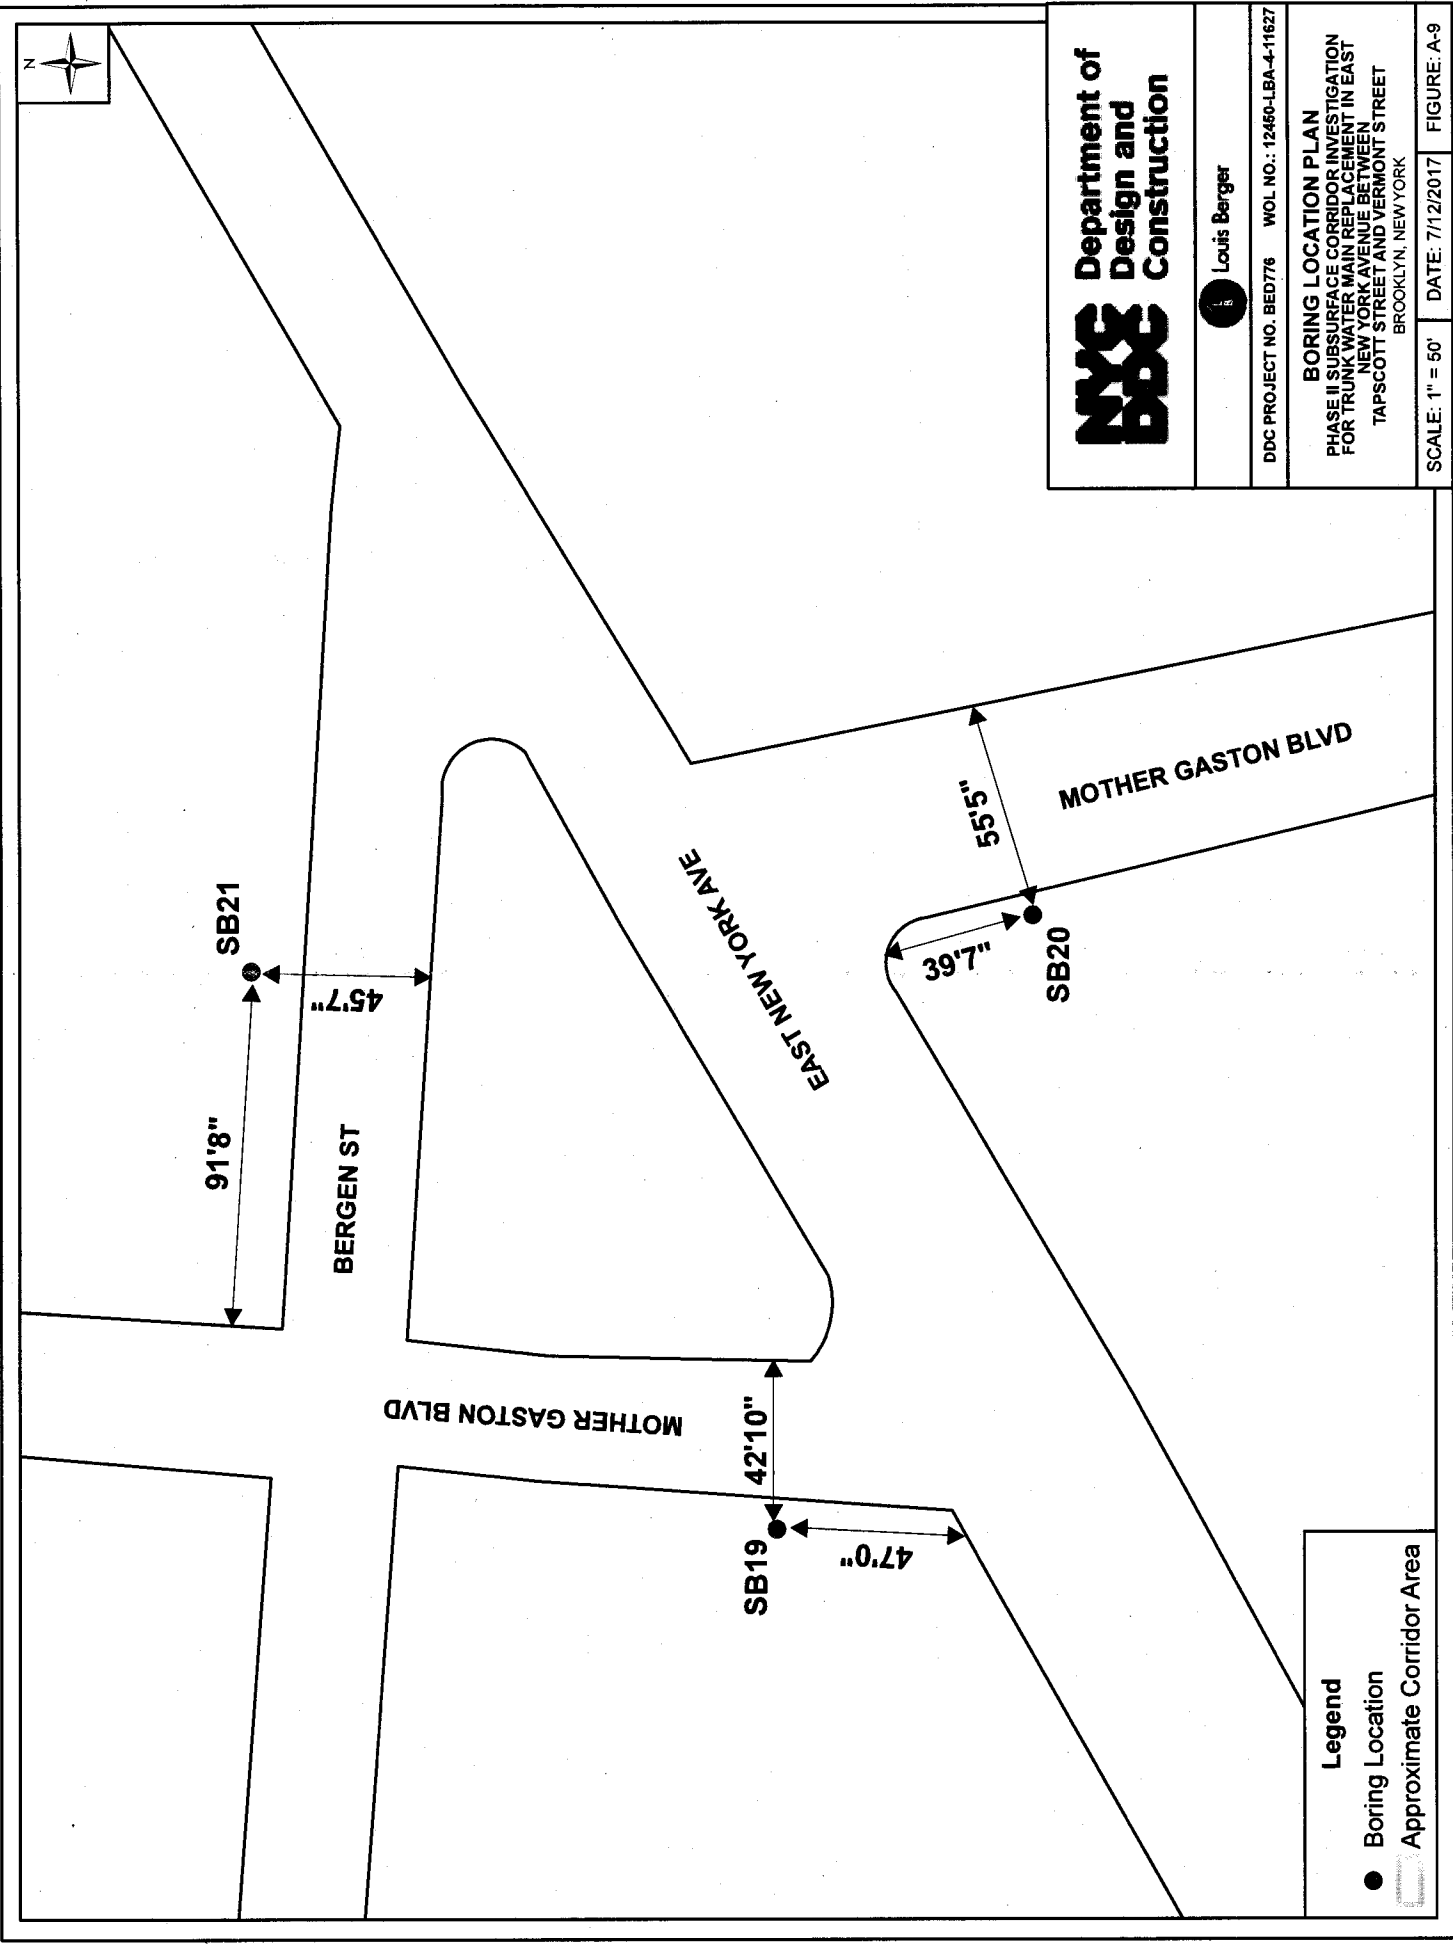 N
SB21
91'8"
45'7"
BERGEN ST
MOTHER GASTON BLVD
EAST NEW YORK AVE
42'10"
SB19
47'0"
39'7"
SB20
55'5"
MOTHER GASTON BLVD
Legend
Boring Location
Approximate Corridor Area
NYC
DDC
Department of
Design and
Construction
Louis Berger
DDC PROJECT NO. BED776 WOL NO.: 12450-LBA-4-11627
BORING LOCATION PLAN
PHASE II SUBSURFACE CORRIDOR INVESTIGATION
FOR TRUNK WATER MAIN REPLACEMENT IN EAST
NEW YORK AVENUE BETWEEN
TAPSCOTT STREET AND VERMONT STREET
BROOKLYN, NEW YORK
SCALE: 1" = 50' DATE: 7/12/2017 FIGURE: A-9